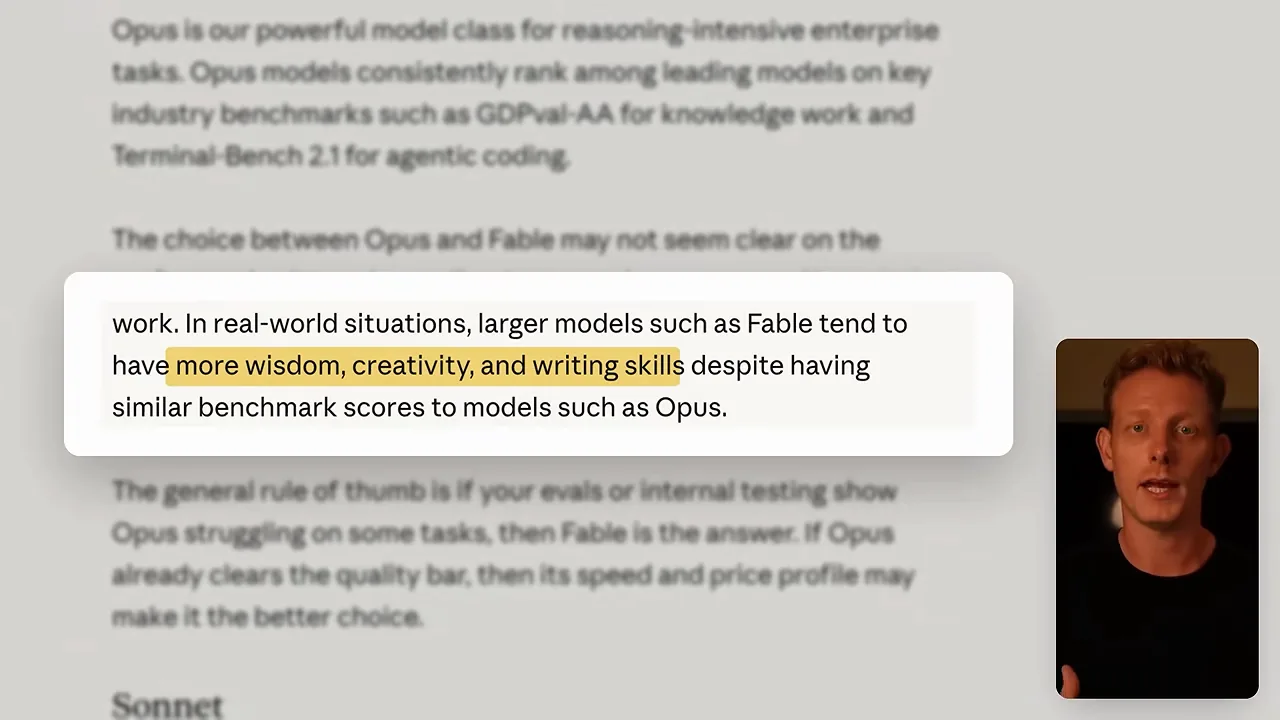 Opus is our powerful model class for reasoning-intensive enterprise
tasks. Opus models consistently rank among leading models on key
industry benchmarks such as GDPval-AA for knowledge work and
Terminal-Bench 2.1 for agentic coding.
The choice between Opus and Fable may not seem clear on the
work. In real-world situations, larger models such as Fable tend to
have more wisdom, creativity, and writing skills despite having
similar benchmark scores to models such as Opus.
The general rule of thumb is if your evals or internal testing show
Opus struggling on some tasks, then Fable is the answer. If Opus
already clears the quality bar, then its speed and price profile may
make it the better choice.
Sonnet